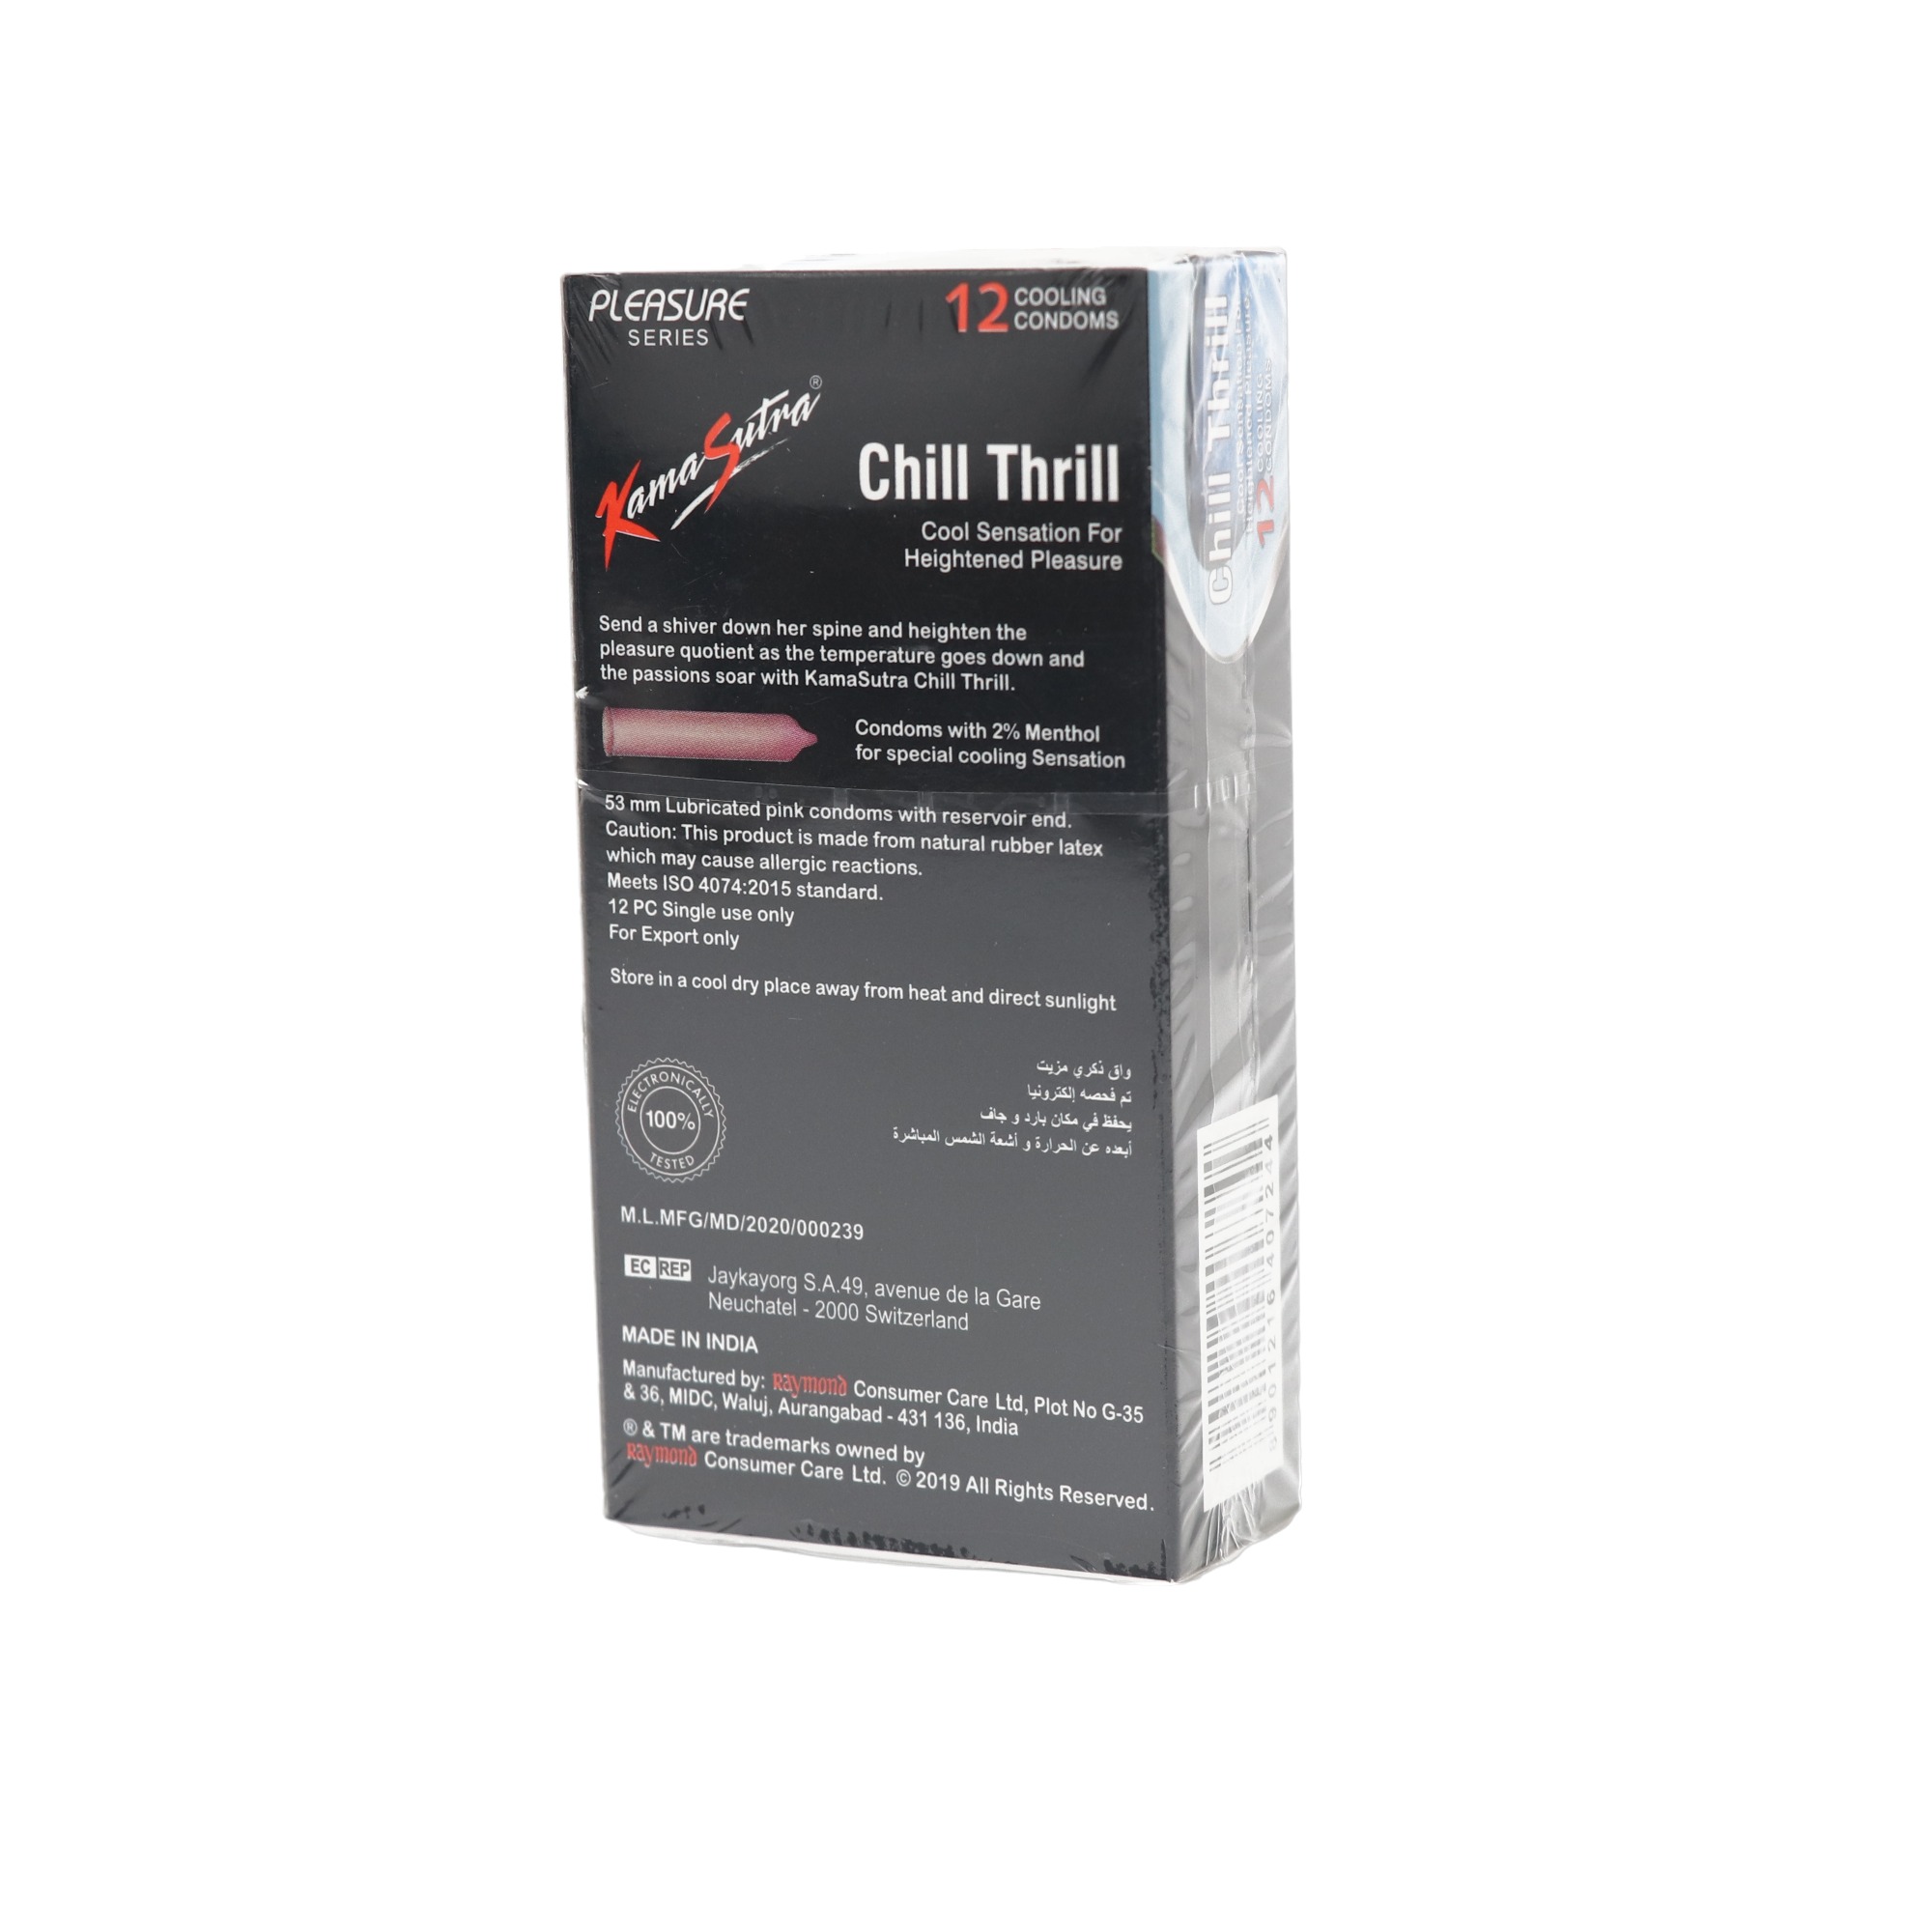 PLEASURE
SERIES
12 COOLING
CONDOMS
KamaSutra®
Chill Thrill
Cool Sensation For
Heightened Pleasure
Send a shiver down her spine and heighten the
pleasure quotient as the temperature goes down and
the passions soar with KamaSutra Chill Thrill.
Condoms with 2% Menthol
for special cooling Sensation
53 mm Lubricated pink condoms with reservoir end.
Caution: This product is made from natural rubber latex
which may cause allergic reactions.
Meets ISO 4074:2015 standard.
12 PC Single use only
For Export only
Store in a cool dry place away from heat and direct sunlight
واق ذكري مزيت
تم فحصه إلكترونيا
يحفظ في مكان بارد و جاف
أبعده عن الحرارة و أشعة الشمس المباشرة
ELECTRONICALLY
100%
TESTED
M.L.MFG/MD/2020/000239
EC REP
Jaykayorg S.A.49, avenue de la Gare
Neuchatel - 2000 Switzerland
MADE IN INDIA
Manufactured by: Raymond Consumer Care Ltd, Plot No G-35
& 36, MIDC, Waluj, Aurangabad - 431 136, India
® & TM are trademarks owned by
Raymond Consumer Care Ltd. © 2019 All Rights Reserved.
Chill Thrill
Cool Sensation For
Heightened Pleasure
12 COOLING
CONDOMS
8901216407244